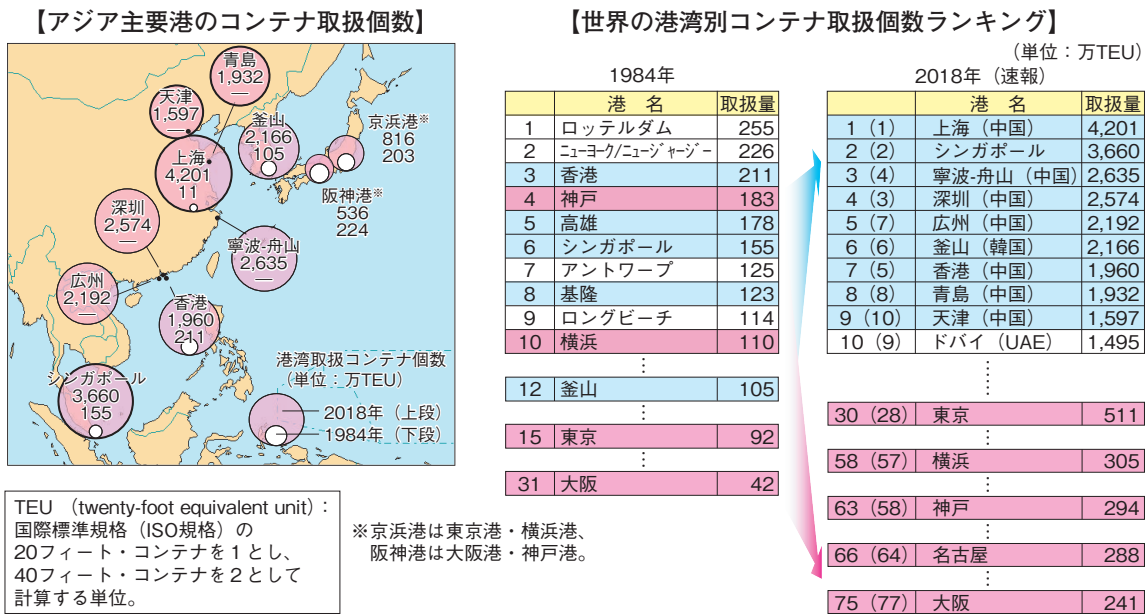 【アジア主要港のコンテナ取扱個数】
青島
1,932
―
天津
1,597
―
釜山
2,166
105
京浜港※
816
203
上海
4,201
11
阪神港※
536
224
深圳
2,574
―
寧波-舟山
2,635
―
広州
2,192
―
香港
1,960
211
シンガポール
3,660
155
港湾取扱コンテナ個数
（単位：万TEU）
2018年（上段）
1984年（下段）
TEU （twenty-foot equivalent unit）：
国際標準規格（ISO規格）の
20フィート・コンテナを１とし、
40フィート・コンテナを２として
計算する単位。
※京浜港は東京港・横浜港、
阪神港は大阪港・神戸港。
【世界の港湾別コンテナ取扱個数ランキング】
（単位：万TEU）
1984年
港　名 取扱量
1 ロッテルダム 255
2 ニューヨーク/ニュージャージー 226
3 香港 211
4 神戸 183
5 高雄 178
6 シンガポール 155
7 アントワープ 125
8 基隆 123
9 ロングビーチ 114
10 横浜 110
⋮
12 釜山 105
⋮
15 東京 92
⋮
31 大阪 42
2018年（速報）
港　名 取扱量
1 (1) 上海（中国） 4,201
2 (2) シンガポール 3,660
3 (4) 寧波-舟山（中国） 2,635
4 (3) 深圳（中国） 2,574
5 (7) 広州（中国） 2,192
6 (6) 釜山（韓国） 2,166
7 (5) 香港（中国） 1,960
8 (8) 青島（中国） 1,932
9 (10) 天津（中国） 1,597
10 (9) ドバイ（UAE） 1,495
⋮
30 (28) 東京 511
⋮
58 (57) 横浜 305
⋮
63 (58) 神戸 294
⋮
66 (64) 名古屋 288
⋮
75 (77) 大阪 241